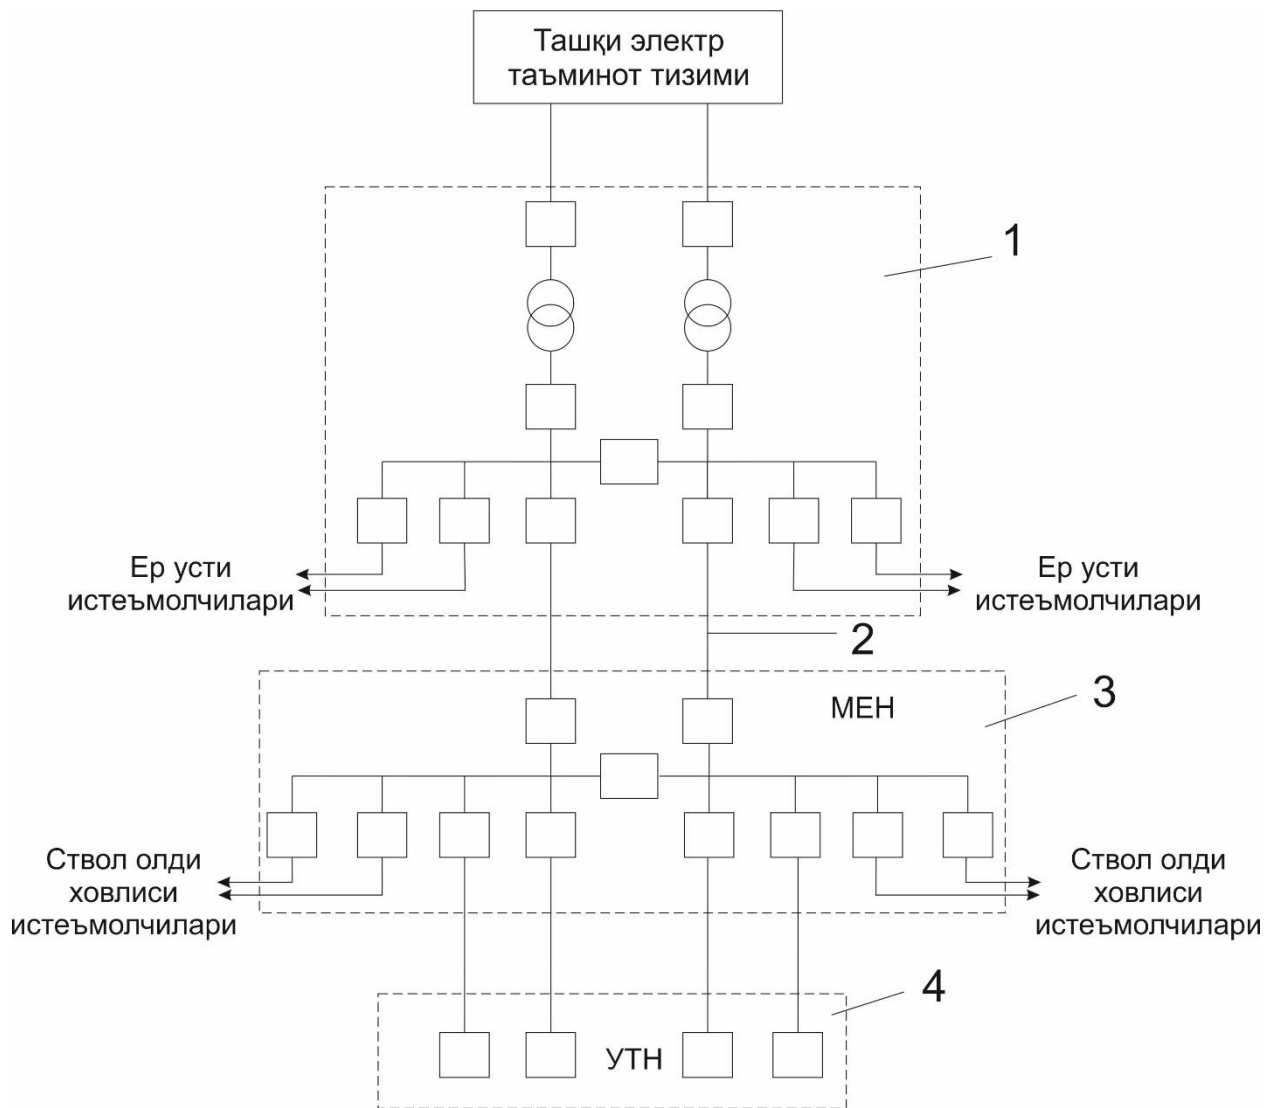 Ташқи электр
таъминот тизими
1
Ер усти
истеъмолчилари
Ер усти
истеъмолчилари
2
МЕН
3
Ствол олди
ховлиси
истеъмолчилари
Ствол олди
ховлиси
истеъмолчилари
4
УТН